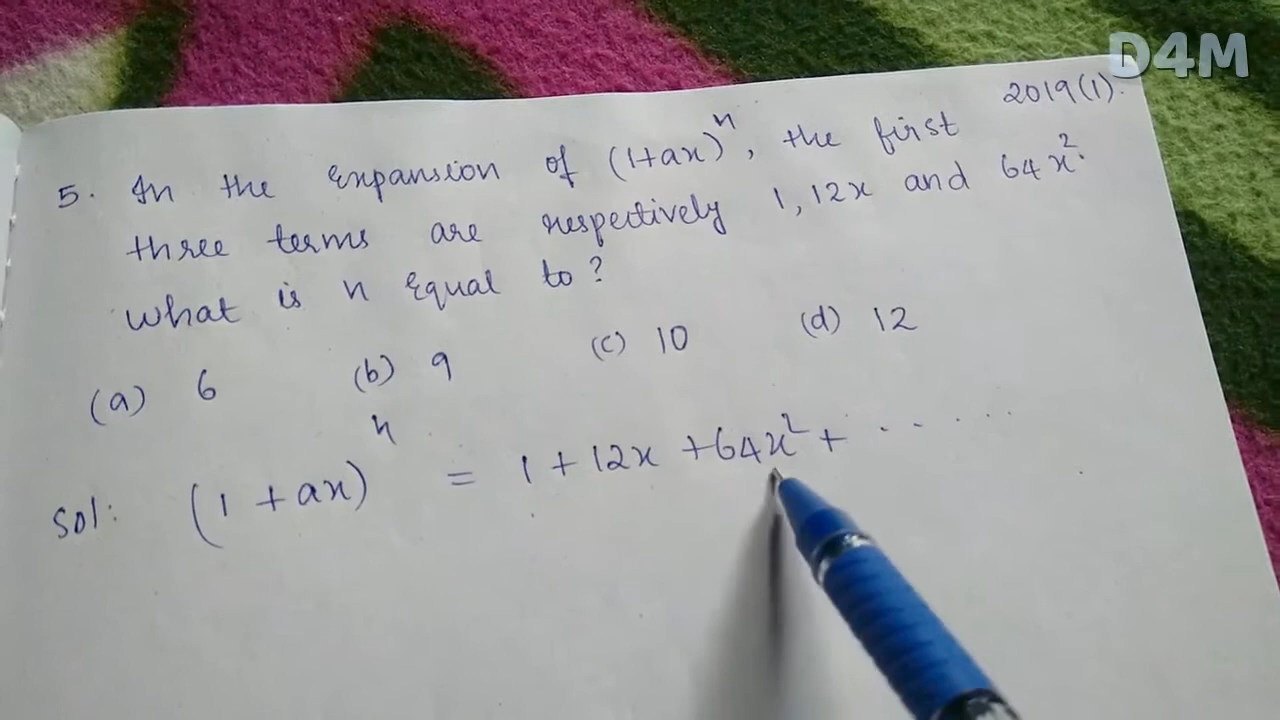 D4M
2019(1).
5. In the expansion of (1+ax)ⁿ, the first
three terms are respectively 1, 12x and 64x².
What is n equal to?
(a) 6 (b) 9 (c) 10 (d) 12
Sol: (1 + ax)ⁿ = 1 + 12x + 64x² + .......